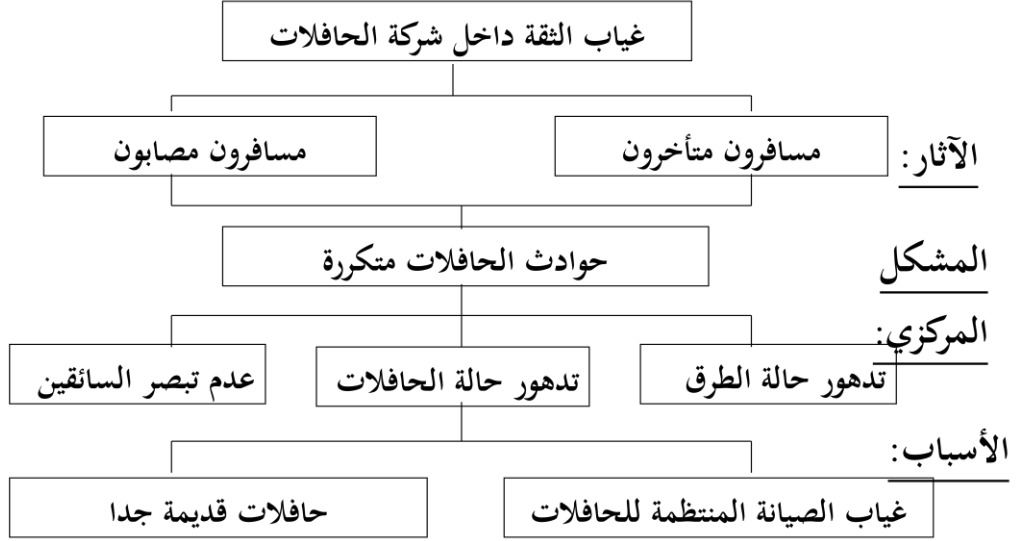 غياب الثقة داخل شركة الحافلات
مسافرون متأخرون
مسافرون مصابون
الآثار:
حوادث الحافلات متكررة
المشكل
المركزي:
تدهور حالة الطرق
تدهور حالة الحافلات
عدم تبصر السائقين
الأسباب:
غياب الصيانة المنتظمة للحافلات
حافلات قديمة جدا